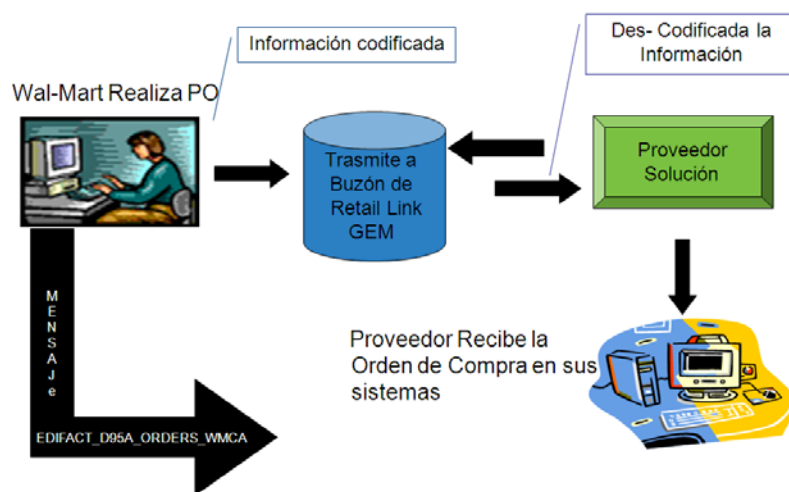 Información codificada
Des- Codificada la
Información
Wal-Mart Realiza PO
Trasmite a
Buzón de
Retail Link
GEM
Proveedor
Solución
MENSAJe
Proveedor Recibe la
Orden de Compra en sus
sistemas
EDIFACT_D95A_ORDERS_WMCA